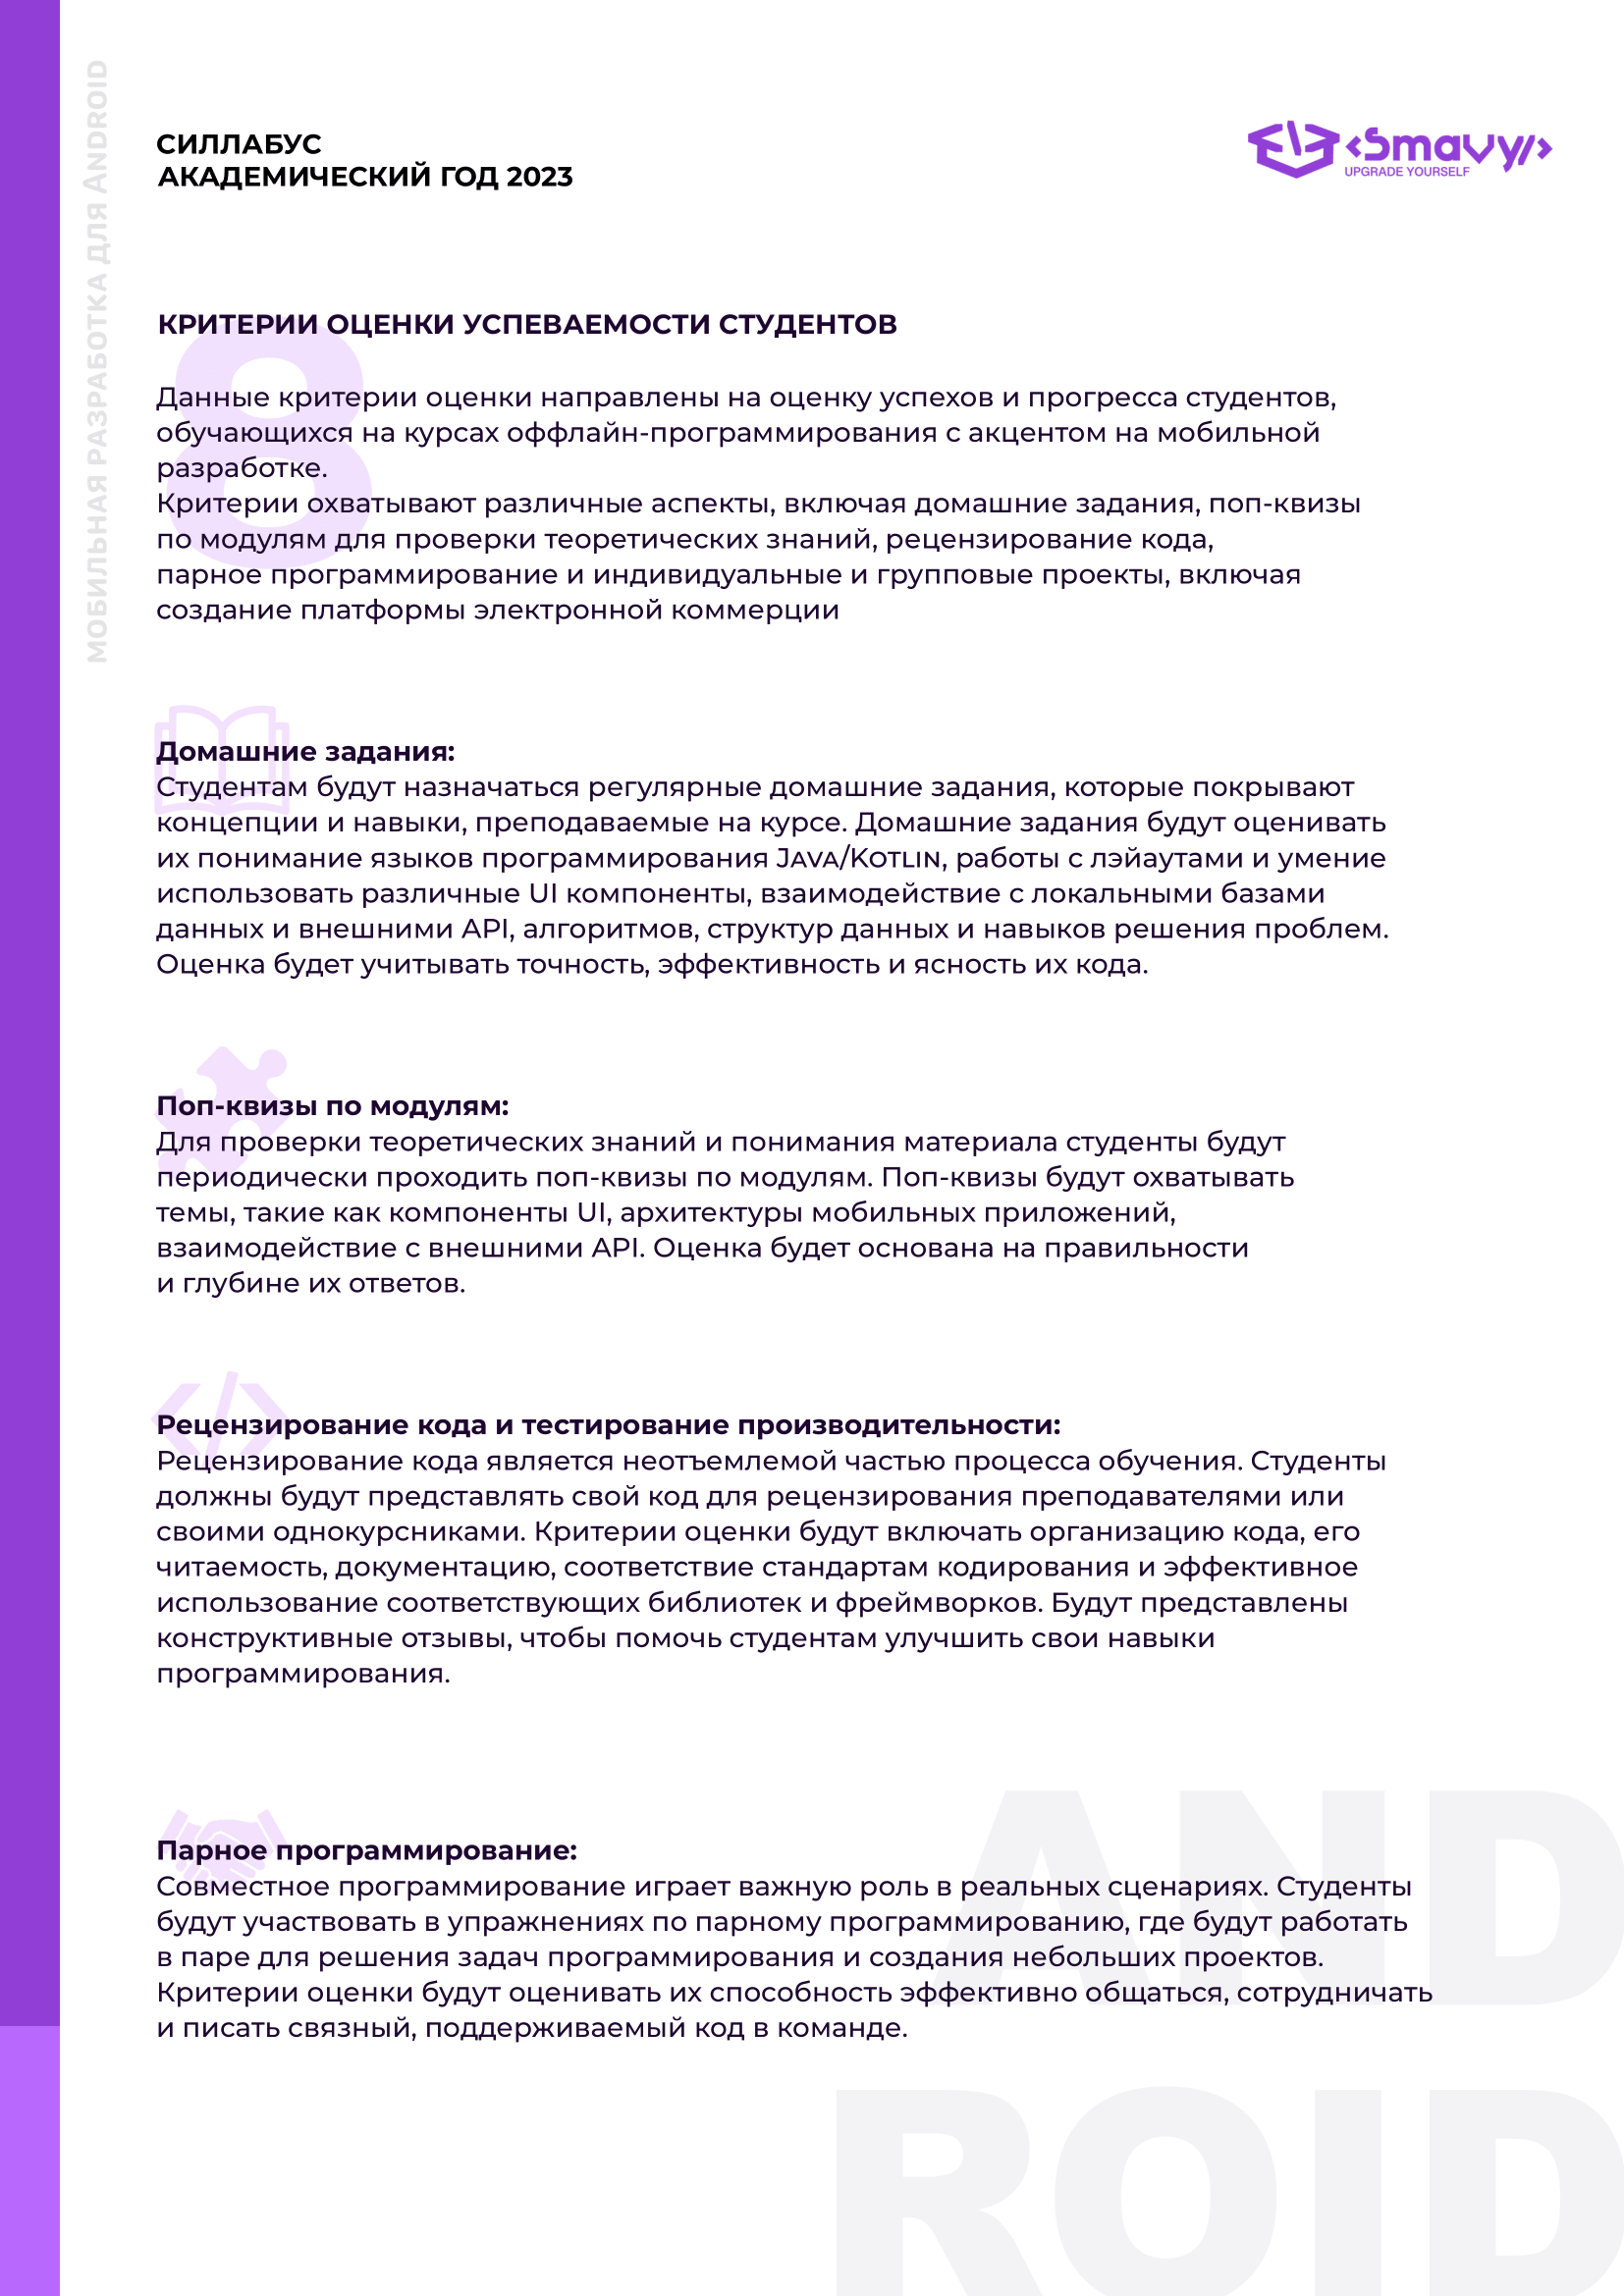 СИЛЛАБУС
АКАДЕМИЧЕСКИЙ ГОД 2023
<Smavy/>
UPGRADE YOURSELF
МОБИЛЬНАЯ РАЗРАБОТКА ДЛЯ ANDROID
8
КРИТЕРИИ ОЦЕНКИ УСПЕВАЕМОСТИ СТУДЕНТОВ
Данные критерии оценки направлены на оценку успехов и прогресса студентов,
обучающихся на курсах оффлайн-программирования с акцентом на мобильной
разработке.
Критерии охватывают различные аспекты, включая домашние задания, поп-квизы
по модулям для проверки теоретических знаний, рецензирование кода,
парное программирование и индивидуальные и групповые проекты, включая
создание платформы электронной коммерции
Домашние задания:
Студентам будут назначаться регулярные домашние задания, которые покрывают
концепции и навыки, преподаваемые на курсе. Домашние задания будут оценивать
их понимание языков программирования Java/Kotlin, работы с лэйаутами и умение
использовать различные UI компоненты, взаимодействие с локальными базами
данных и внешними API, алгоритмов, структур данных и навыков решения проблем.
Оценка будет учитывать точность, эффективность и ясность их кода.
Поп-квизы по модулям:
Для проверки теоретических знаний и понимания материала студенты будут
периодически проходить поп-квизы по модулям. Поп-квизы будут охватывать
темы, такие как компоненты UI, архитектуры мобильных приложений,
взаимодействие с внешними API. Оценка будет основана на правильности
и глубине их ответов.
Рецензирование кода и тестирование производительности:
Рецензирование кода является неотъемлемой частью процесса обучения. Студенты
должны будут представлять свой код для рецензирования преподавателями или
своими однокурсниками. Критерии оценки будут включать организацию кода, его
читаемость, документацию, соответствие стандартам кодирования и эффективное
использование соответствующих библиотек и фреймворков. Будут представлены
конструктивные отзывы, чтобы помочь студентам улучшить свои навыки
программирования.
Парное программирование:
Совместное программирование играет важную роль в реальных сценариях. Студенты
будут участвовать в упражнениях по парному программированию, где будут работать
в паре для решения задач программирования и создания небольших проектов.
Критерии оценки будут оценивать их способность эффективно общаться, сотрудничать
и писать связный, поддерживаемый код в команде.
AND
ROID